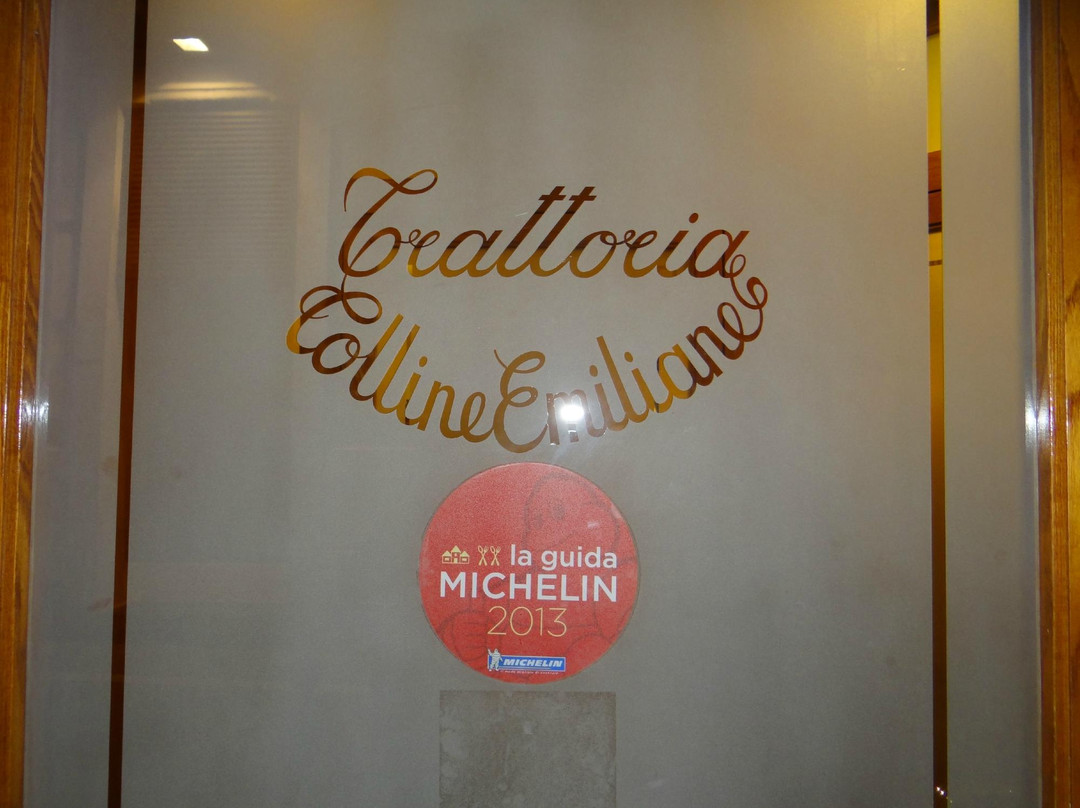 Trattoria
Colline Emiliane
la guida
MICHELIN
2013
MICHELIN